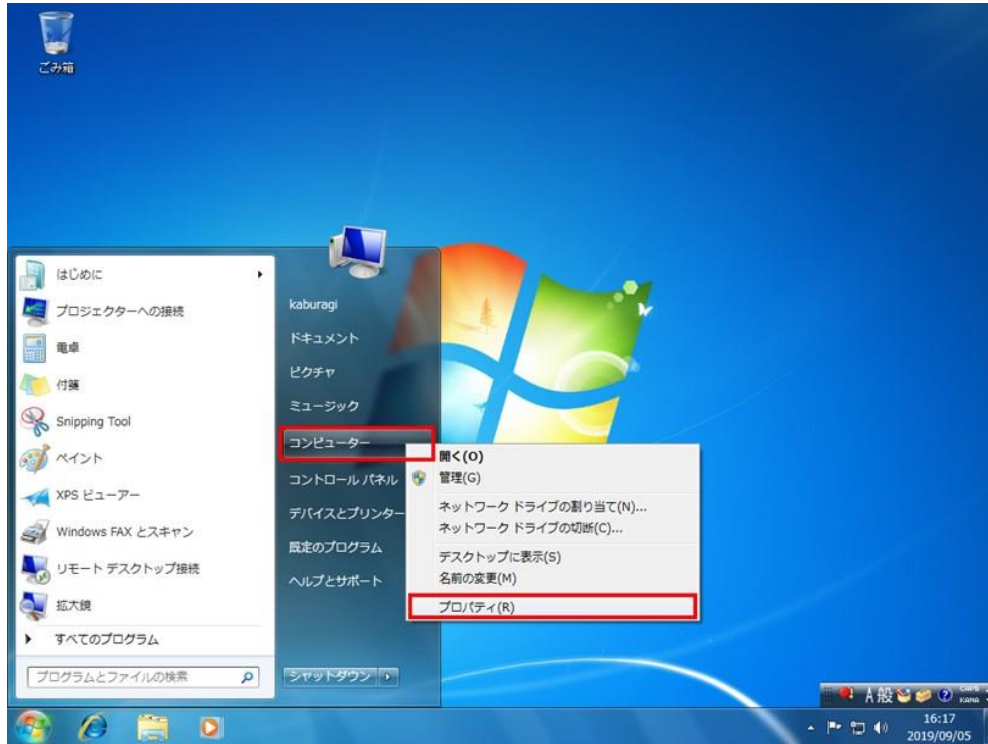 ごみ箱
はじめに
プロジェクターへの接続
電卓
付箋
Snipping Tool
ペイント
XPS ビューアー
Windows FAX とスキャン
リモート デスクトップ接続
拡大鏡
すべてのプログラム
プログラムとファイルの検索
kaburagi
ドキュメント
ピクチャ
ミュージック
コンピューター
コントロール パネル
デバイスとプリンター
既定のプログラム
ヘルプとサポート
シャットダウン
開く(O)
管理(G)
ネットワーク ドライブの割り当て(N)...
ネットワーク ドライブの切断(C)...
デスクトップに表示(S)
名前の変更(M)
プロパティ(R)
A 般
CAPS
KANA
16:17
2019/09/05